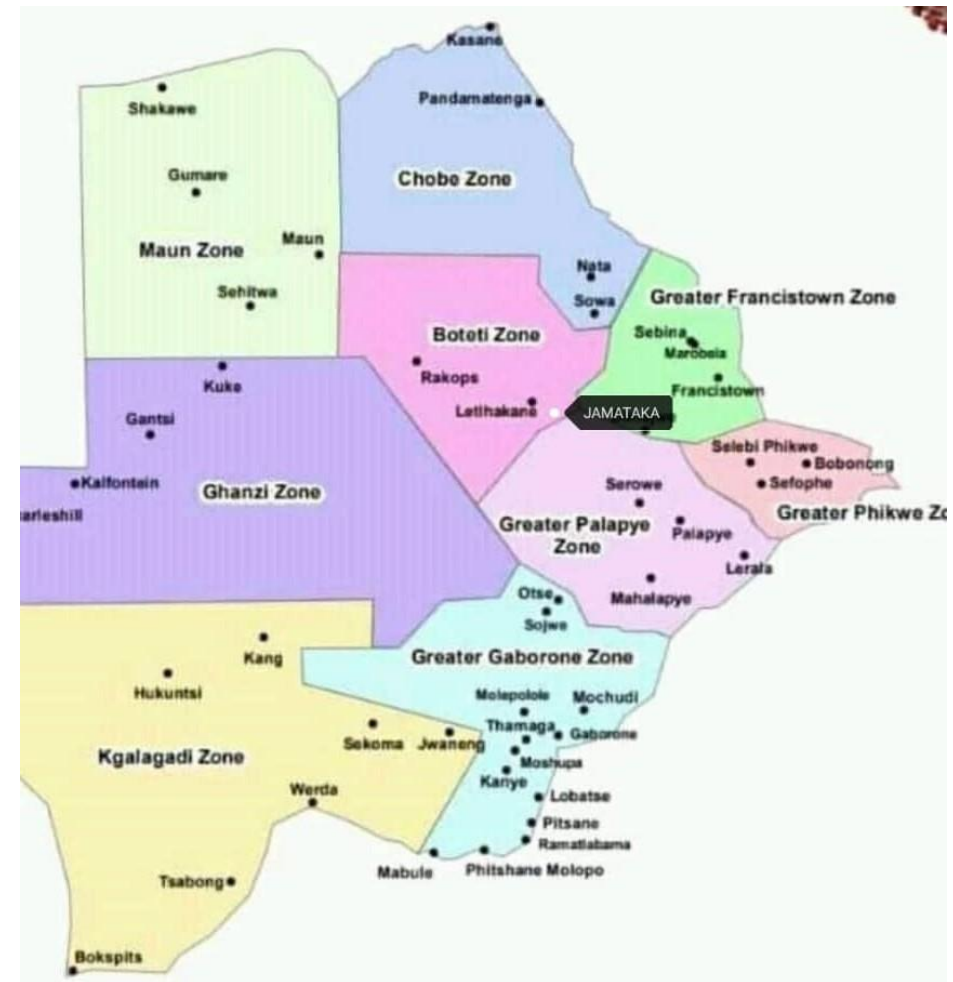 Kasane
Pandamatenga
Shakawe
Gumare
Chobe Zone
Maun Zone
Maun
Sehitwa
Nata
Sowa
Greater Francistown Zone
Boteti Zone
Sebina
Kuke
Rakops
Francistown
Letlhakane
JAMATAKA
Gantsi
Selebi Phikwe
Bobonong
Kalfontein
Sefophe
Ghanzi Zone
Serowe
arleshill
Greater Phikwe Zo
Greater Palapye
Zone
Palapye
Lerala
Otse
Mahalapye
Sojwe
Kang
Greater Gaborone Zone
Hukuntsi
Molepolole
Mochudi
Thamaga
Gaborone
Sekoma
Jwaneng
Kgalagadi Zone
Moshupa
Kanye
Werda
Lobatse
Pitsane
Ramatlabama
Mabule
Phitshane Molopo
Tsabong
Bokspits